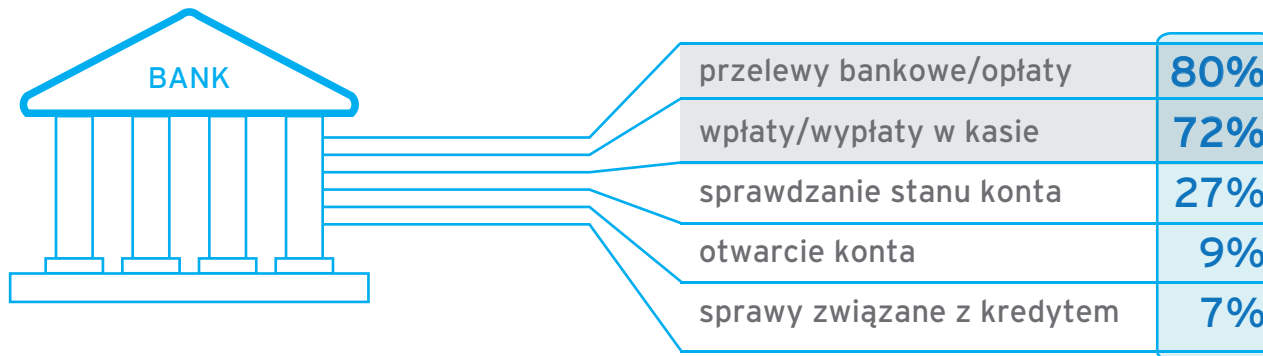 BANK
przelewy bankowe/opłaty 80%
wpłaty/wypłaty w kasie 72%
sprawdzanie stanu konta 27%
otwarcie konta 9%
sprawy związane z kredytem 7%